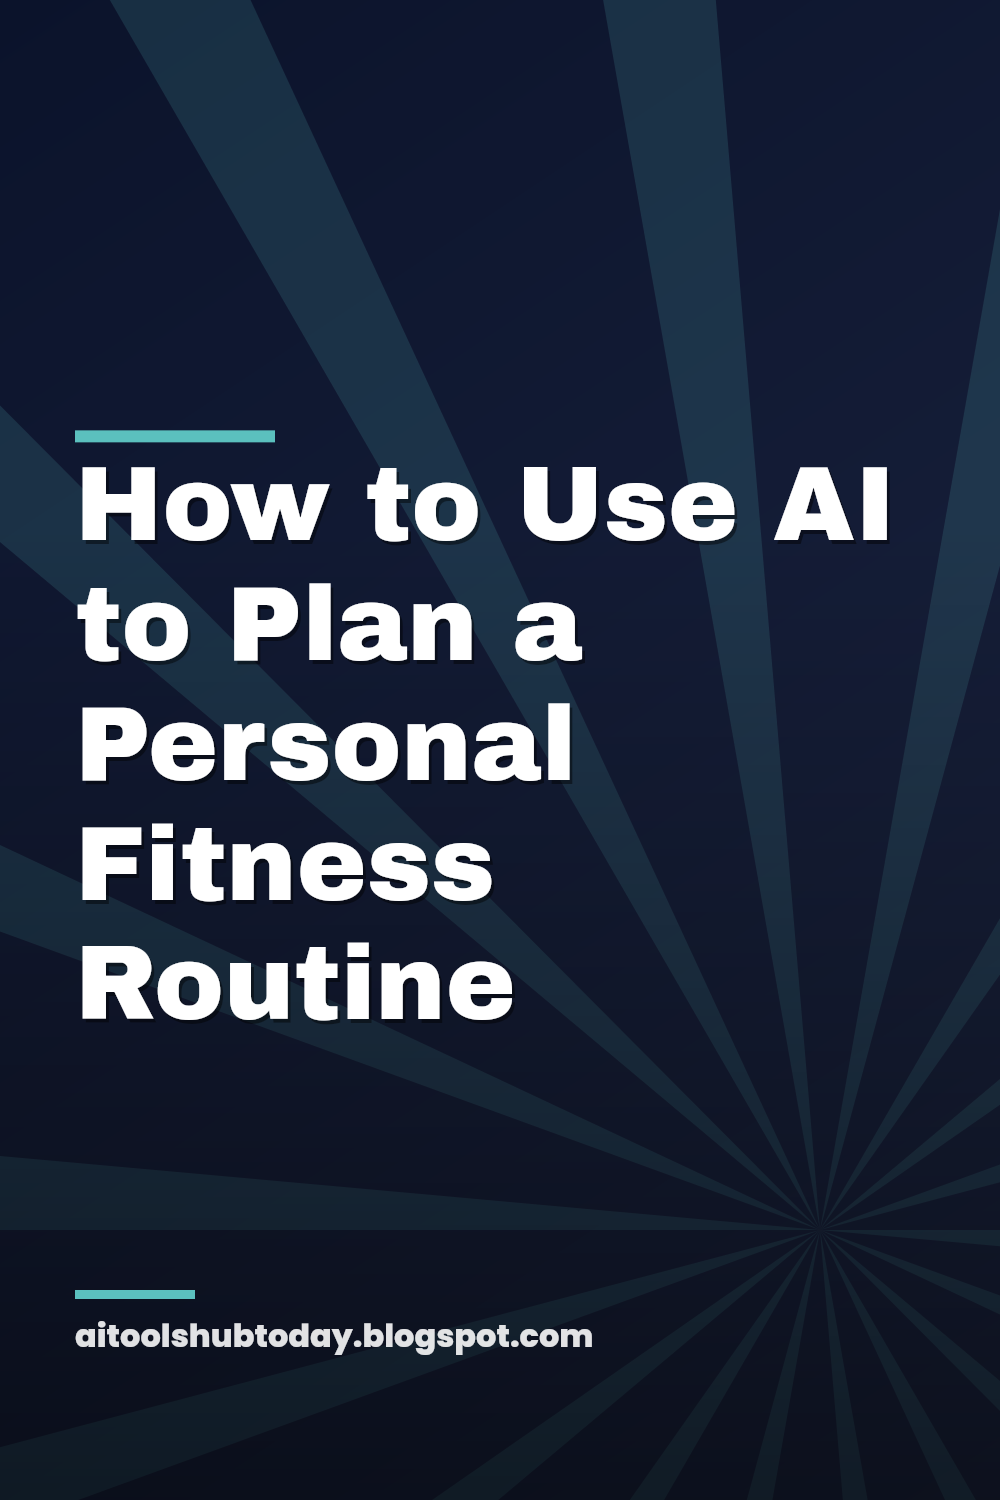 How to Use AI
to Plan a
Personal
Fitness
Routine
aitoolshubtoday.blogspot.com